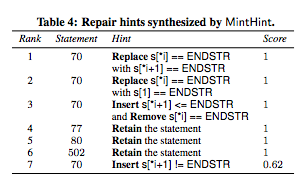 Table 4: Repair hints synthesized by MintHint.
Rank Statement Hint Score
1 70 Replace s[*i] == ENDSTR 1
with s[*i+1] == ENDSTR
2 70 Replace s[*i] == ENDSTR 1
with s[1] == ENDSTR
3 70 Insert s[*i+1] <= ENDSTR 1
and Remove s[*i] == ENDSTR
4 77 Retain the statement 1
5 80 Retain the statement 1
6 502 Retain the statement 1
7 70 Insert s[*i+1] != ENDSTR 0.62